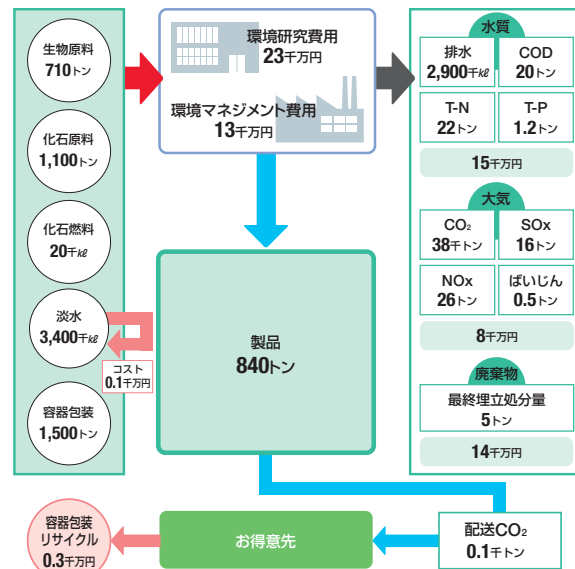 生物原料
710トン
化石原料
1,100トン
化石燃料
20千kℓ
淡水
3,400千kℓ
コスト
0.1千万円
容器包装
1,500トン
環境研究費用
23千万円
環境マネジメント費用
13千万円
製品
840トン
水質
排水
2,900千kℓ
COD
20トン
T-N
22トン
T-P
1.2トン
15千万円
大気
CO₂
38千トン
SOx
16トン
NOx
26トン
ばいじん
0.5トン
8千万円
廃棄物
最終埋立処分量
5トン
14千万円
配送CO₂
0.1千トン
お得意先
容器包装
リサイクル
0.3千万円